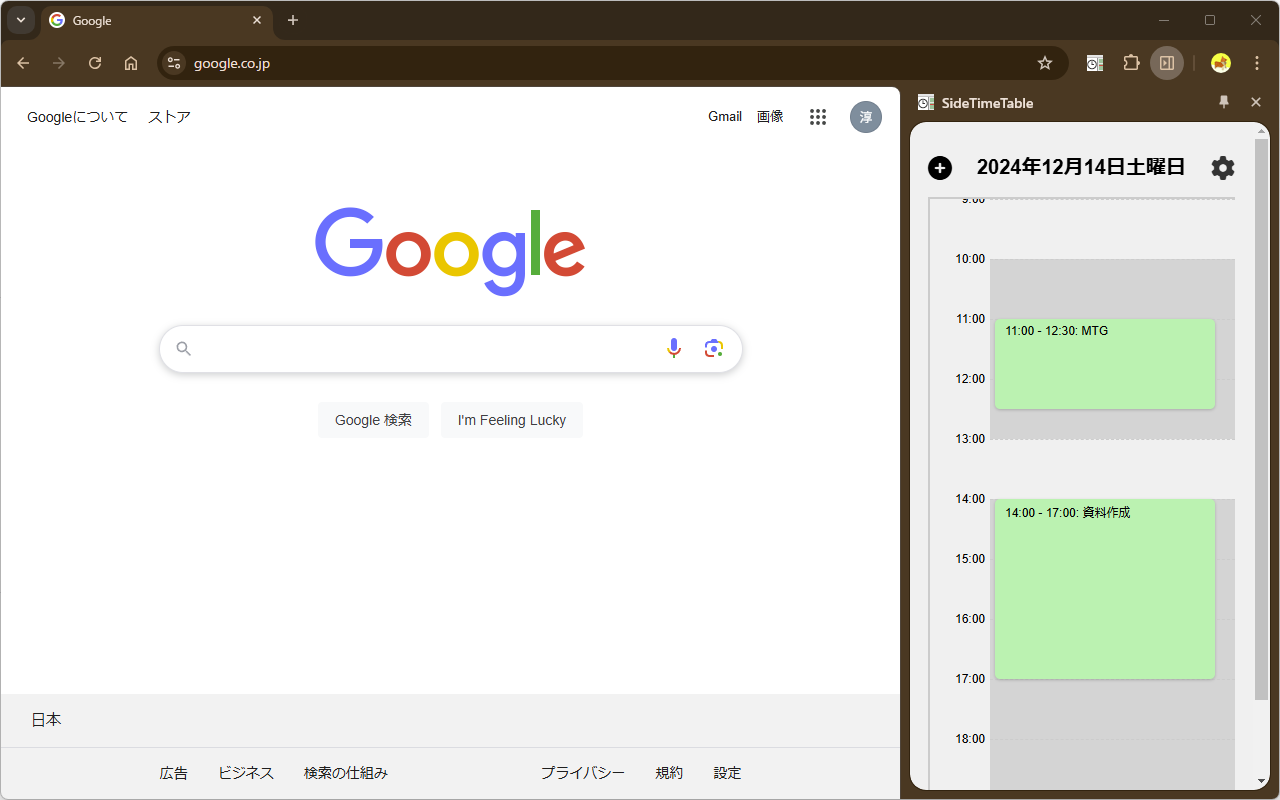 Google
google.co.jp
Googleについて ストア
Gmail 画像 淳
Google
Google 検索 I'm Feeling Lucky
日本
広告 ビジネス 検索の仕組み プライバシー 規約 設定
SideTimeTable
2024年12月14日土曜日
9:00
10:00
11:00
11:00 - 12:30: MTG
12:00
13:00
14:00
14:00 - 17:00: 資料作成
15:00
16:00
17:00
18:00